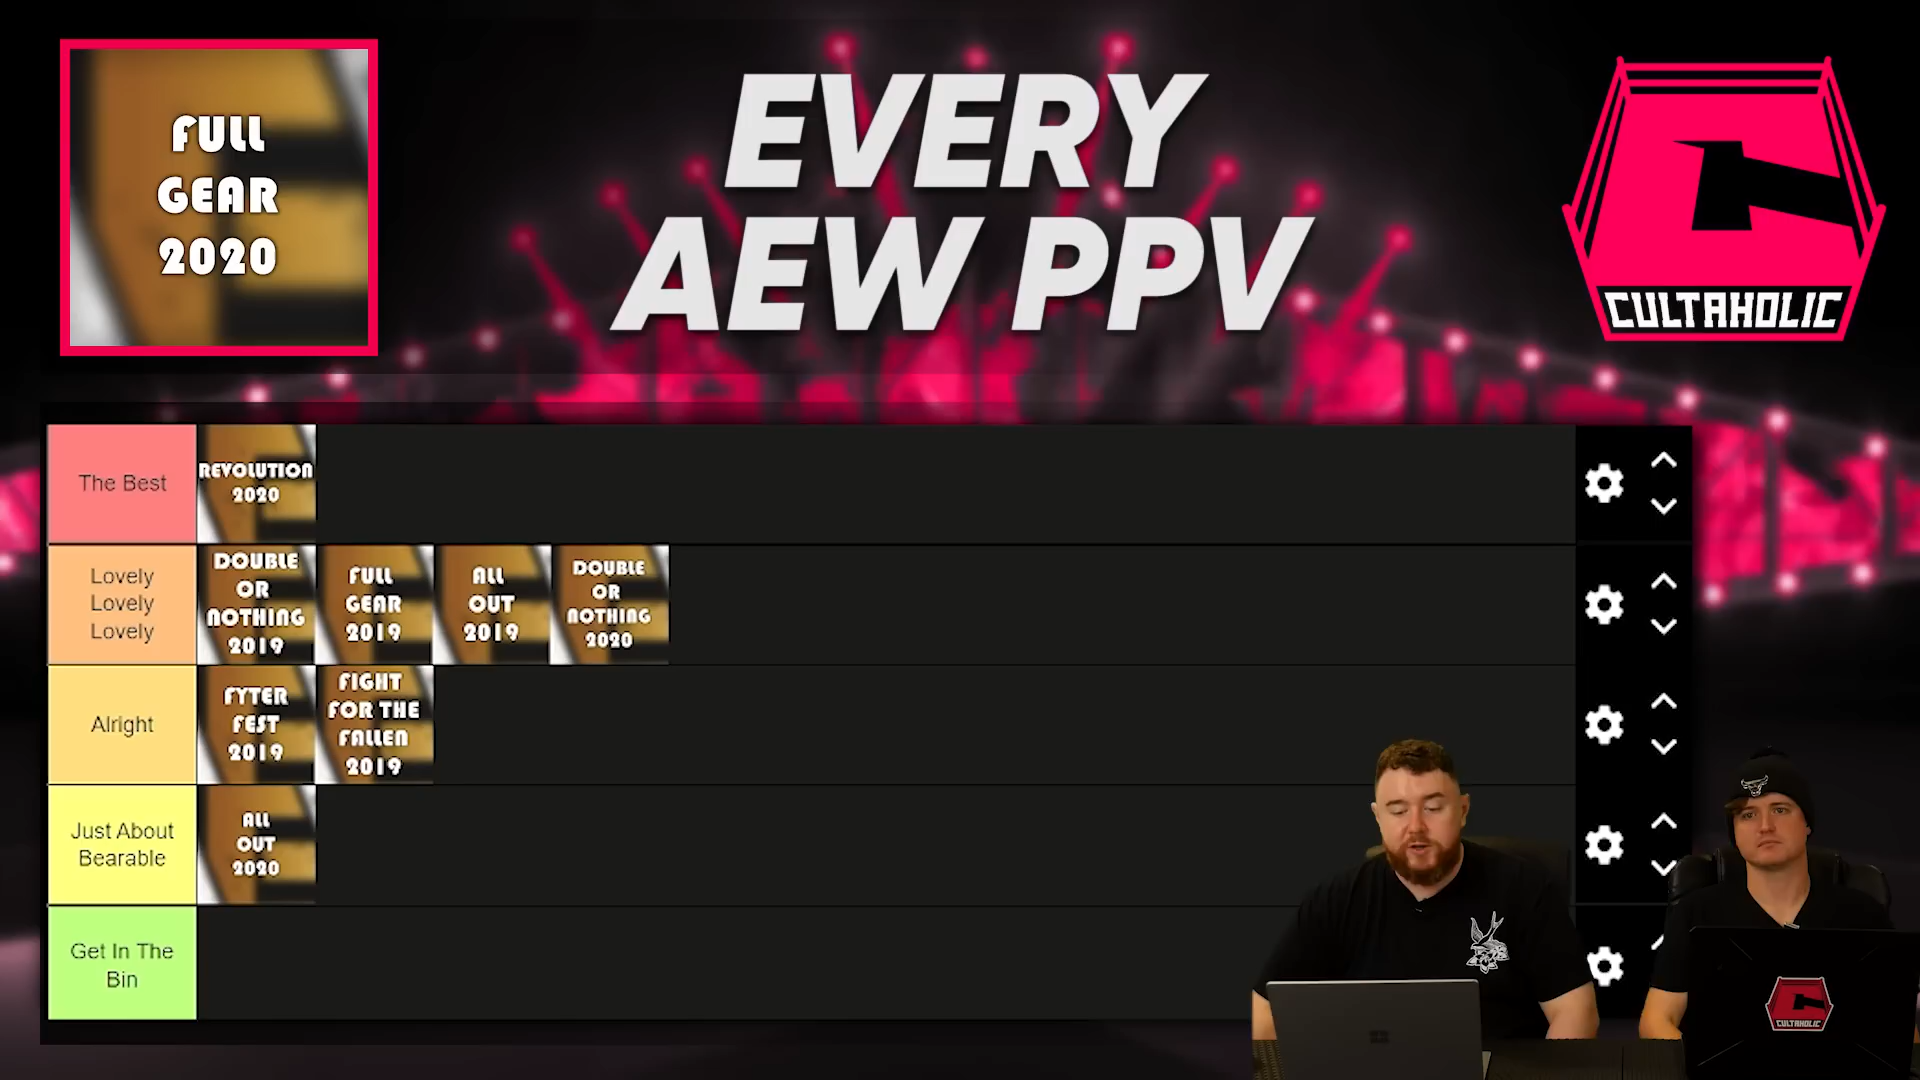 FULL
GEAR
2020
EVERY
AEW PPV
CULTAHOLIC
The Best
REVOLUTION
2020
Lovely
Lovely
Lovely
DOUBLE
OR
NOTHING
2019
FULL
GEAR
2019
ALL
OUT
2019
DOUBLE
OR
NOTHING
2020
Alright
FYTER
FEST
2019
FIGHT
FOR THE
FALLEN
2019
Just About
Bearable
ALL
OUT
2020
Get In The
Bin
CULTAHOLIC